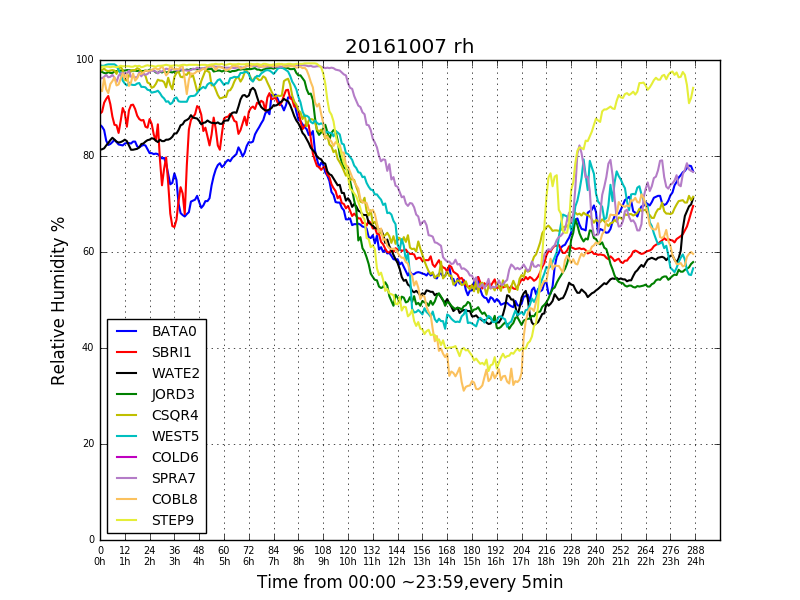 20161007 rh
Relative Humidity %
100
80
60
40
20
0
BATA0
SBRI1
WATE2
JORD3
CSQR4
WEST5
COLD6
SPRA7
COBL8
STEP9
0 12 24 36 48 60 72 84 96 108 120 132 144 156 168 180 192 204 216 228 240 252 264 276 288
0h 1h 2h 3h 4h 5h 6h 7h 8h 9h 10h 11h 12h 13h 14h 15h 16h 17h 18h 19h 20h 21h 22h 23h 24h
Time from 00:00 ~23:59,every 5min